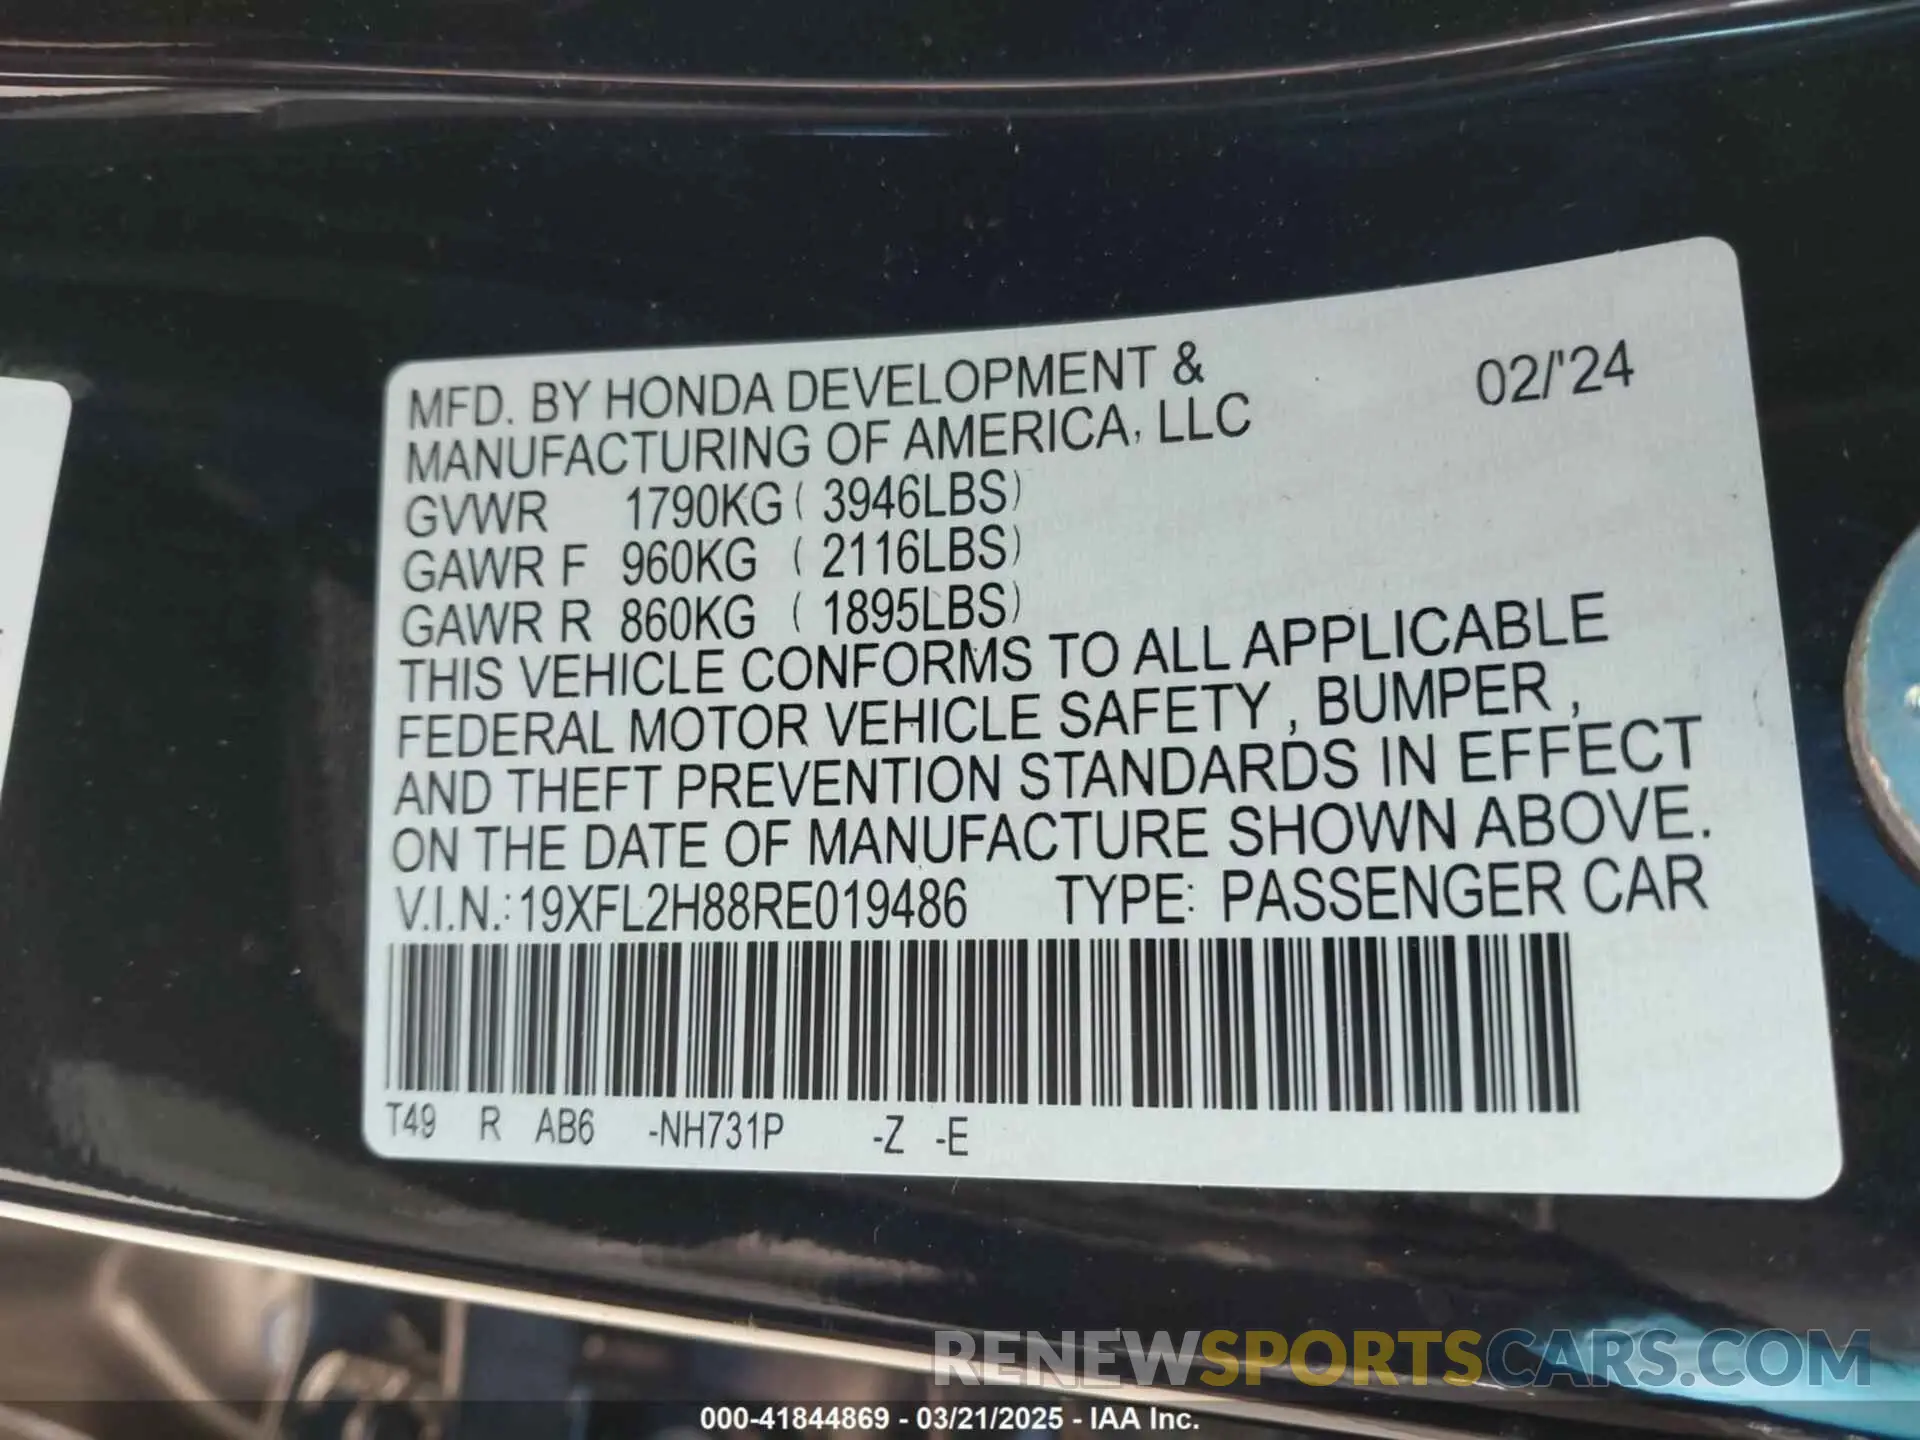 MFD. BY HONDA DEVELOPMENT & 02/'24
MANUFACTURING OF AMERICA, LLC
GVWR 1790KG ( 3946LBS)
GAWR F 960KG ( 2116LBS)
GAWR R 860KG ( 1895LBS)
THIS VEHICLE CONFORMS TO ALL APPLICABLE
FEDERAL MOTOR VEHICLE SAFETY , BUMPER ,
AND THEFT PREVENTION STANDARDS IN EFFECT
ON THE DATE OF MANUFACTURE SHOWN ABOVE.
V.I.N.: 19XFL2H88RE019486 TYPE: PASSENGER CAR
T49 R AB6 -NH731P -Z -E
RENEWSPORTSCARS.COM
000-41844869 - 03/21/2025 - IAA Inc.